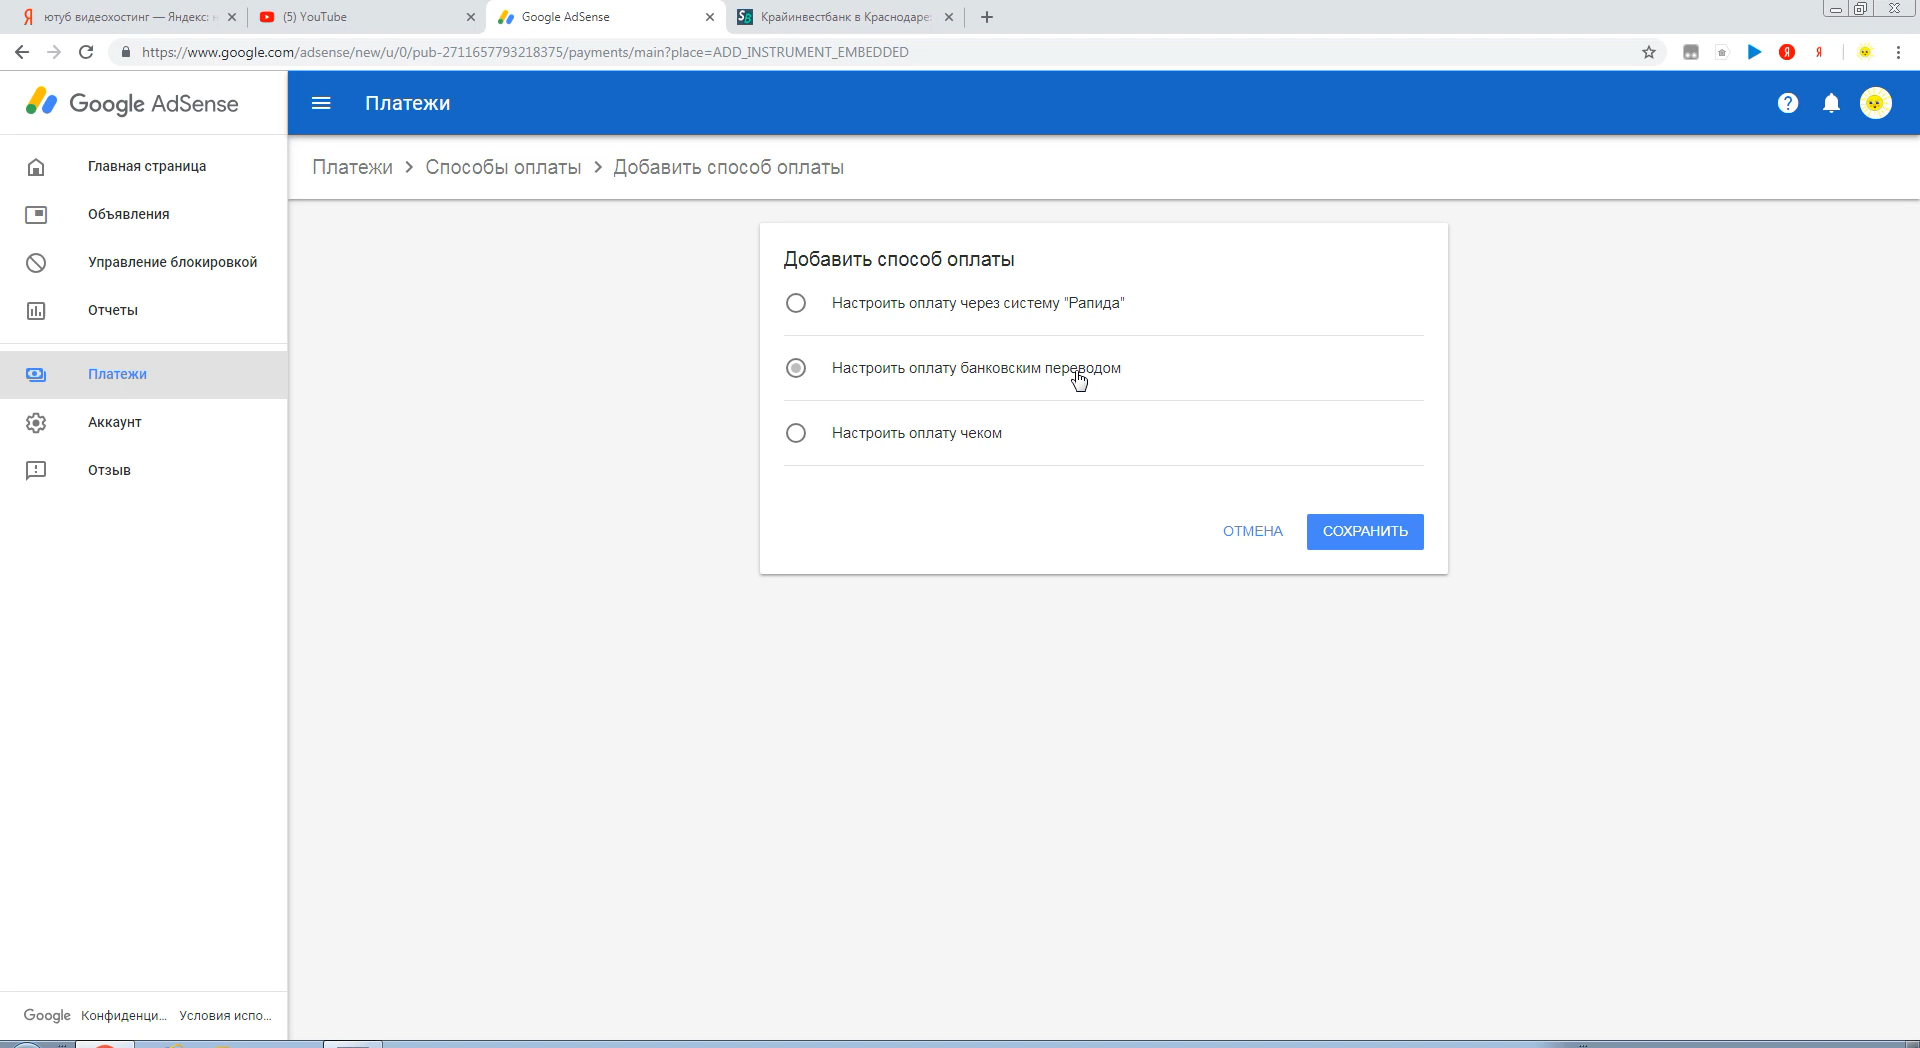 ютуб видеохостинг — Яндекс:
(5) YouTube
Google AdSense
Крайинвестбанк в Краснодаре:
https://www.google.com/adsense/new/u/0/pub-2711657793218375/payments/main?place=ADD_INSTRUMENT_EMBEDDED
Google AdSense
Платежи
Главная страница
Объявления
Управление блокировкой
Отчеты
Платежи
Аккаунт
Отзыв
Платежи > Способы оплаты > Добавить способ оплаты
Добавить способ оплаты
Настроить оплату через систему "Рапида"
Настроить оплату банковским переводом
Настроить оплату чеком
ОТМЕНА СОХРАНИТЬ
Google Конфиденци... Условия испо...